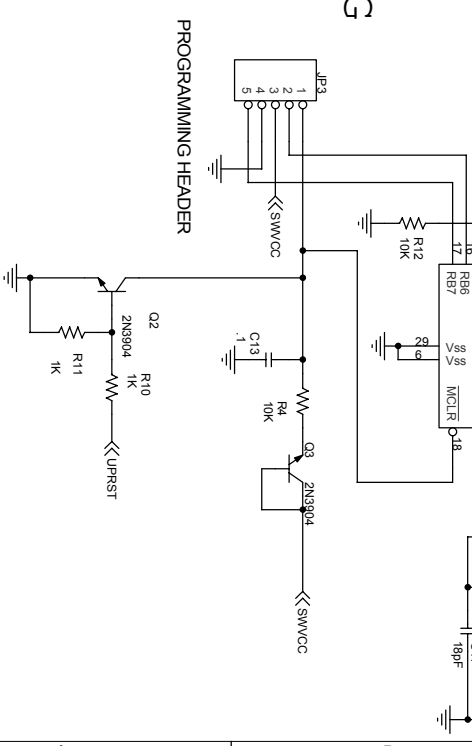 PROGRAMMING HEADER
JP3
1
2
3
4
5
SWVCC
R12
10K
17
RB6
RB7
29
6
Vss
Vss
MCLR
18
Q2
2N3904
R11
1K
R10
1K
UPRST
C13
.1
R4
10K
Q3
2N3904
SWVCC
18pF